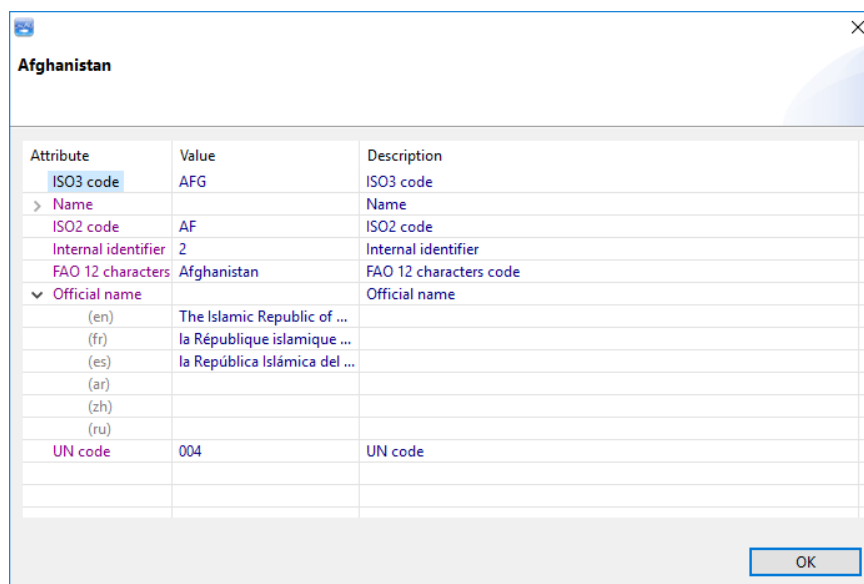 Afghanistan
Attribute Value Description
ISO3 code AFG ISO3 code
Name Name
ISO2 code AF ISO2 code
Internal identifier 2 Internal identifier
FAO 12 characters Afghanistan FAO 12 characters code
Official name Official name
(en) The Islamic Republic of ...
(fr) la République islamique ...
(es) la República Islámica del ...
(ar)
(zh)
(ru)
UN code 004 UN code
OK